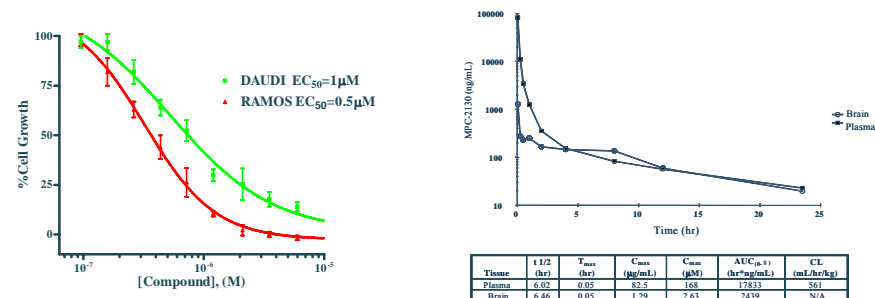 100
75
50
25
0
%Cell Growth
DAUDI EC50=1µM
RAMOS EC50=0.5µM
10-7
10-6
10-5
[Compound], (M)
100000
10000
1000
100
10
MPC-2130 (ng/mL)
0 5 10 15 20 25
Time (hr)
Brain
Plasma
Tissue t 1/2 (hr) Tmax (hr) Cmax (µg/mL) Cmax (µM) AUC(0-8) (hr*ng/mL) CL (mL/hr/kg)
Plasma 6.02 0.05 82.5 168 17833 561
Brain 6.46 0.05 1.29 2.63 2439 N/A